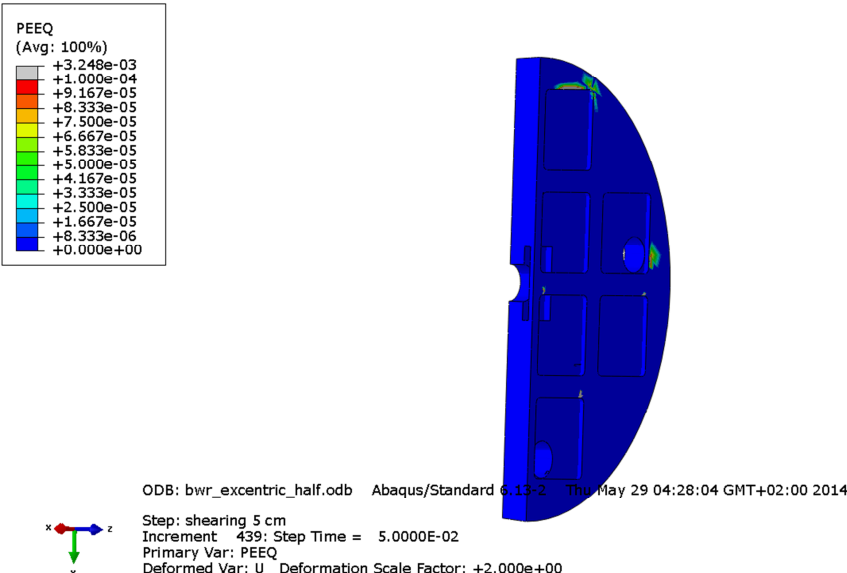 PEEQ
(Avg: 100%)
+3.248e-03
+1.000e-04
+9.167e-05
+8.333e-05
+7.500e-05
+6.667e-05
+5.833e-05
+5.000e-05
+4.167e-05
+3.333e-05
+2.500e-05
+1.667e-05
+8.333e-06
+0.000e+00
ODB: bwr_excentric_half.odb Abaqus/Standard 6.13-2 Thu May 29 04:28:04 GMT+02:00 2014
x z
Step: shearing 5 cm
Increment 439: Step Time = 5.0000E-02
Primary Var: PEEQ
Deformed Var: U Deformation Scale Factor: +2.000e+00